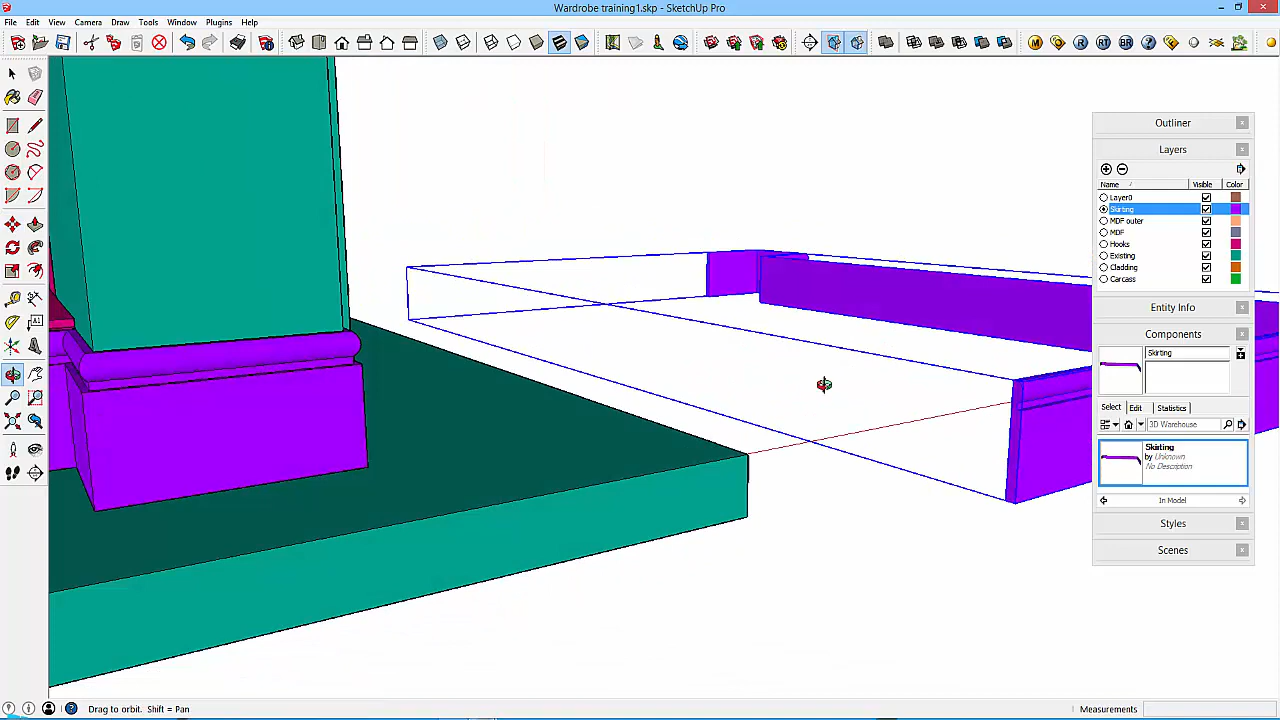 Wardrobe training1.skp - SketchUp Pro
File Edit View Camera Draw Tools Window Plugins Help
M R RT BR
Outliner
Layers
Name Visible Color
Layer0
Skirting
MDF outer
MDF
Hooks
Existing
Cladding
Carcass
Entity Info
Components
Skirting
Select Edit Statistics
3D Warehouse
Skirting
by Unknown
No Description
In Model
Styles
Scenes
Drag to orbit. Shift = Pan
Measurements